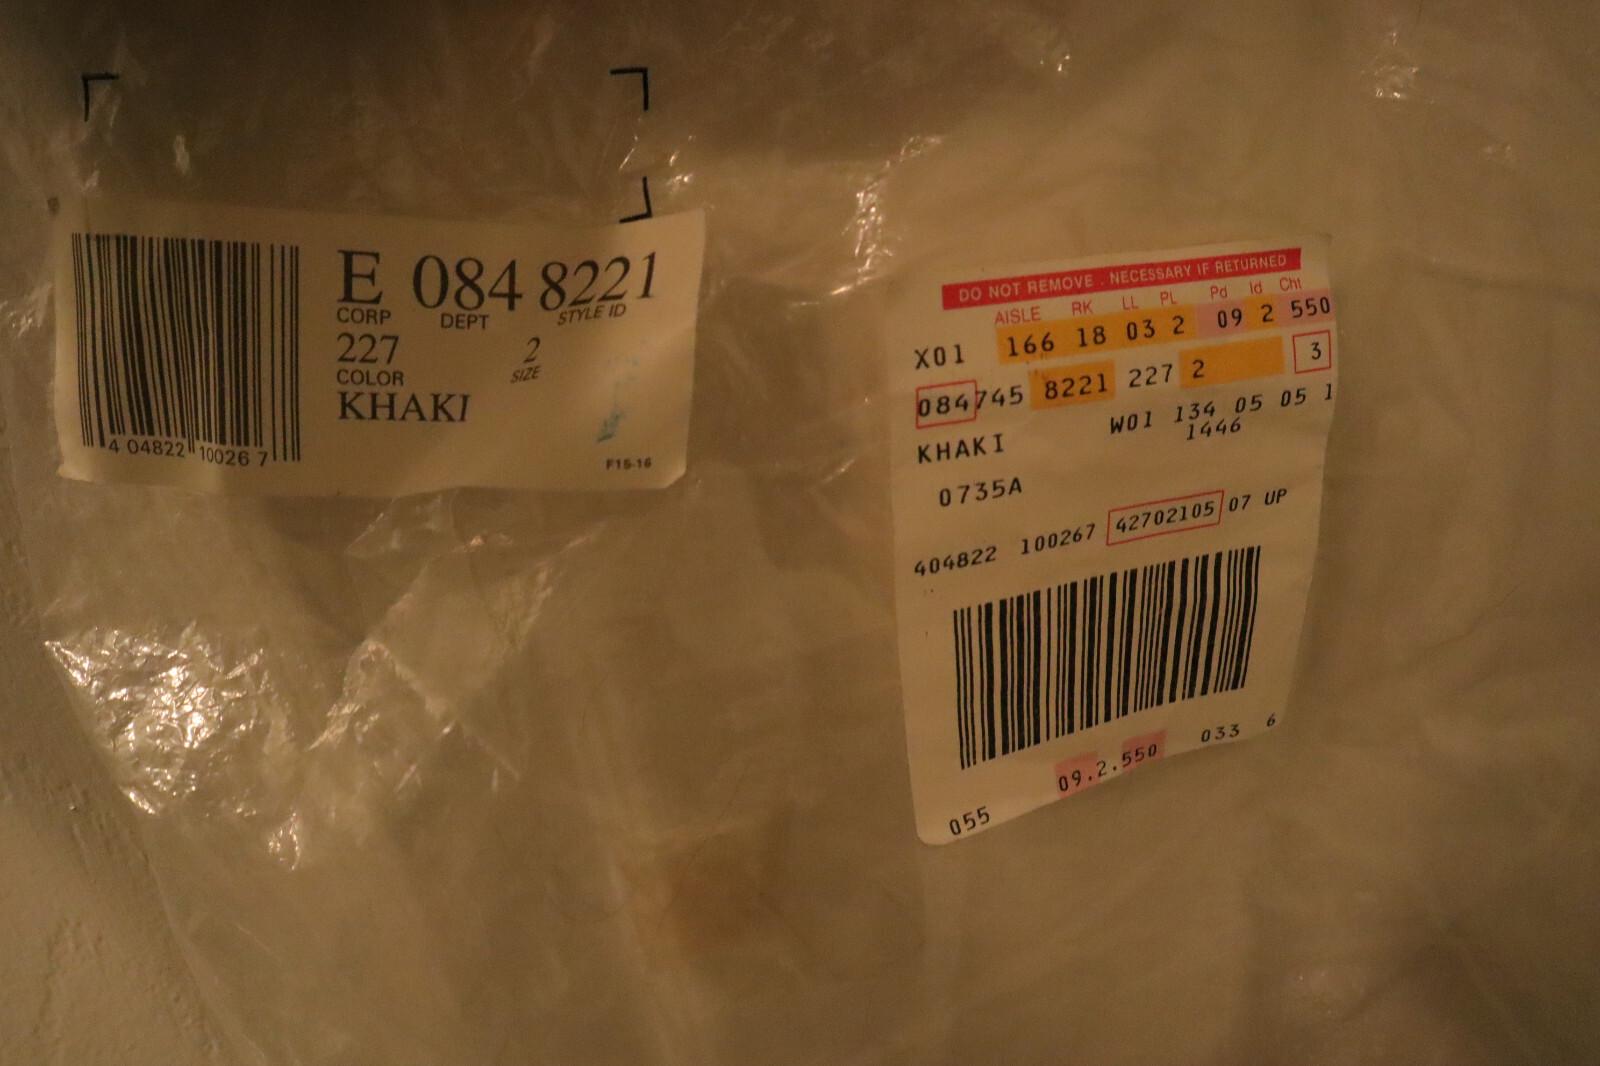 E 084 8221
CORP DEPT STYLE ID
227 2
COLOR SIZE
KHAKI
4 04822 10026 7
F15-16
DO NOT REMOVE . NECESSARY IF RETURNED
AISLE RK LL PL Pd Id Cht
X01 166 18 03 2 09 2 550
084 745 8221 227 2 3
KHAKI W01 134 05 05 1
1446
0735A
404822 100267 42702105 07 UP
055 09.2.550 033 6